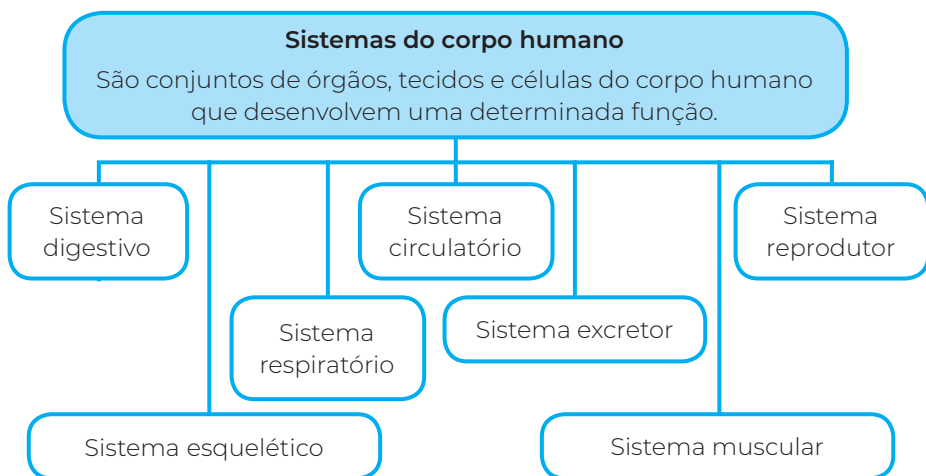 Sistemas do corpo humano
São conjuntos de órgãos, tecidos e células do corpo humano
que desenvolvem uma determinada função.
Sistema
digestivo
Sistema
circulatório
Sistema
reprodutor
Sistema
respiratório
Sistema excretor
Sistema esquelético
Sistema muscular